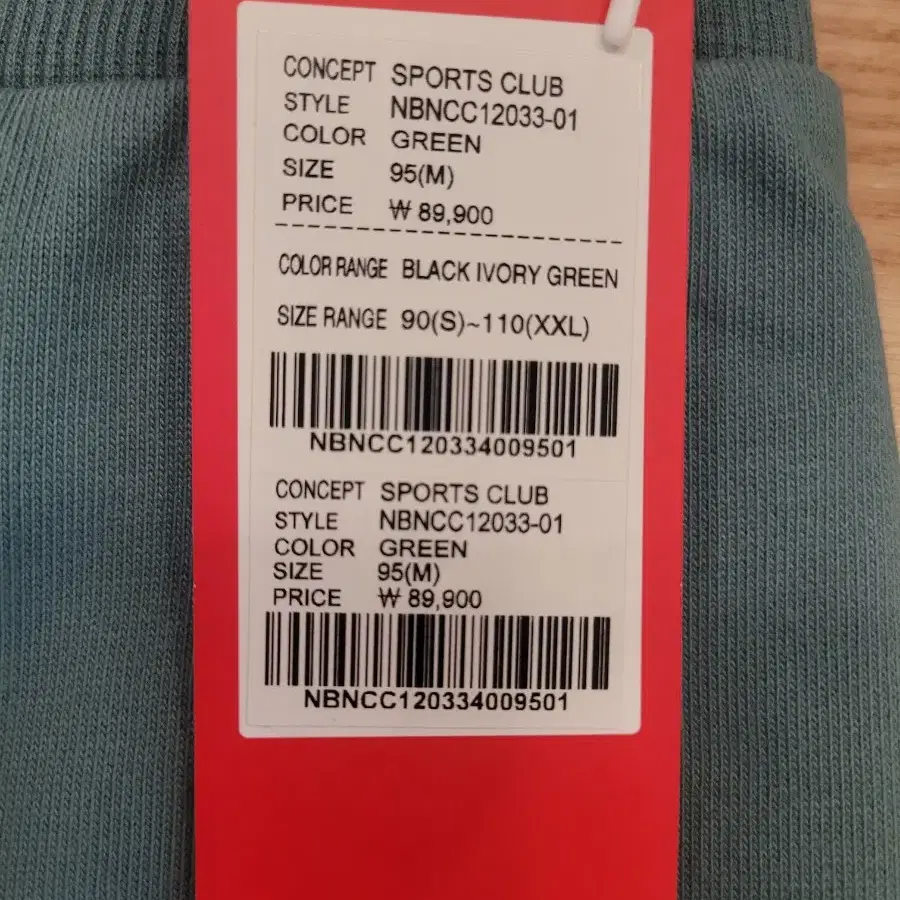 CONCEPT SPORTS CLUB
STYLE NBNCC12033-01
COLOR GREEN
SIZE 95(M)
PRICE ₩ 89,900
COLOR RANGE BLACK IVORY GREEN
SIZE RANGE 90(S)~110(XXL)
NBNCC120334009501
CONCEPT SPORTS CLUB
STYLE NBNCC12033-01
COLOR GREEN
SIZE 95(M)
PRICE ₩ 89,900
NBNCC120334009501